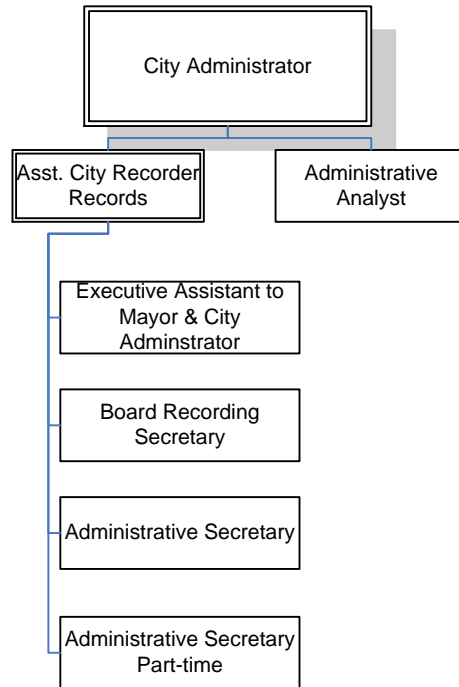 City Administrator
Asst. City Recorder
Records
Administrative
Analyst
Executive Assistant to
Mayor & City
Adminstrator
Board Recording
Secretary
Administrative Secretary
Administrative Secretary
Part-time